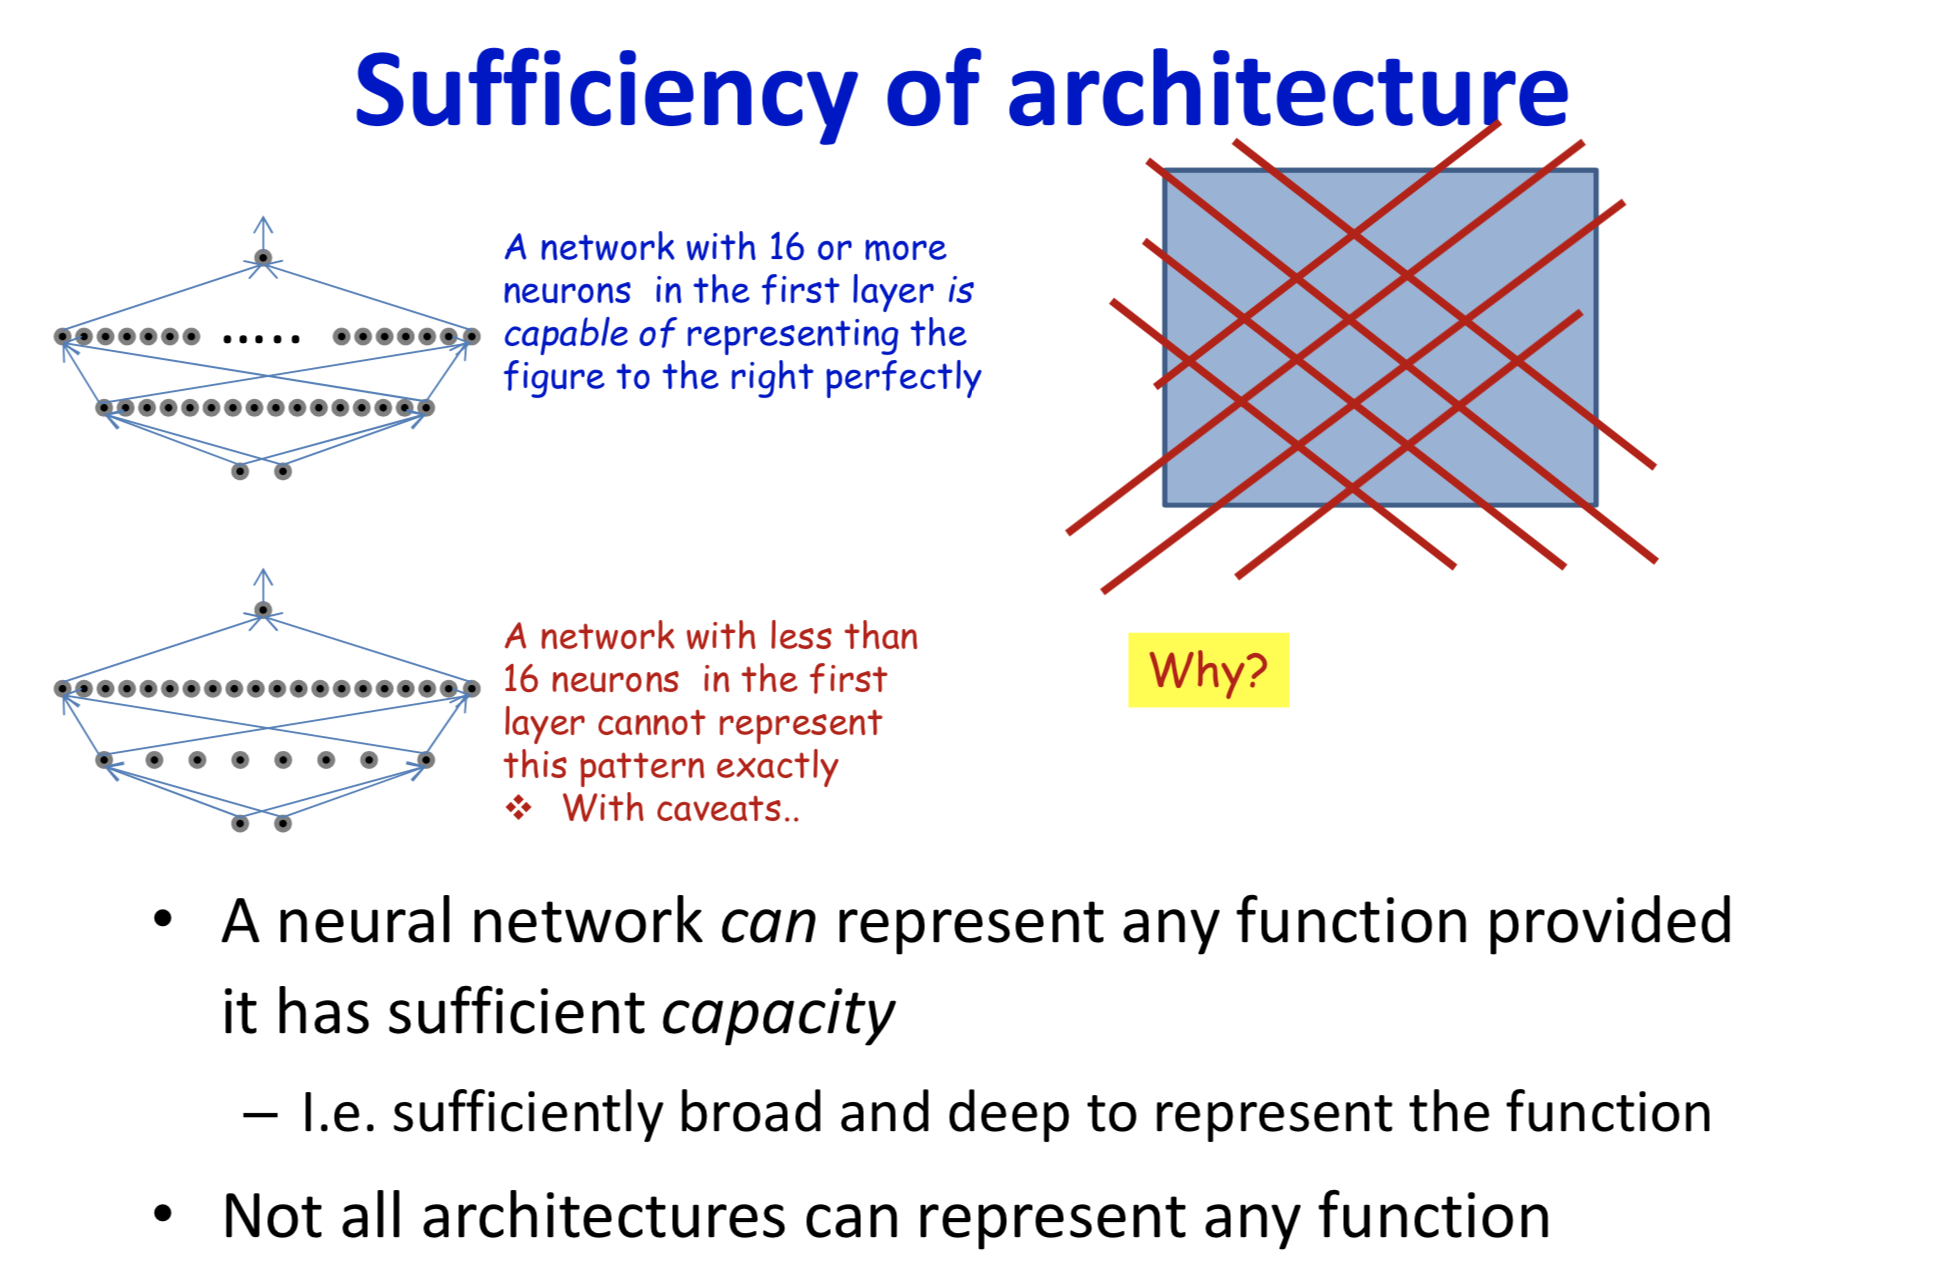 Sufficiency of architecture
A network with 16 or more
neurons in the first layer is
capable of representing the
figure to the right perfectly
.....
A network with less than
16 neurons in the first
layer cannot represent
this pattern exactly
❖ With caveats..
Why?
• A neural network can represent any function provided
it has sufficient capacity
– I.e. sufficiently broad and deep to represent the function
• Not all architectures can represent any function